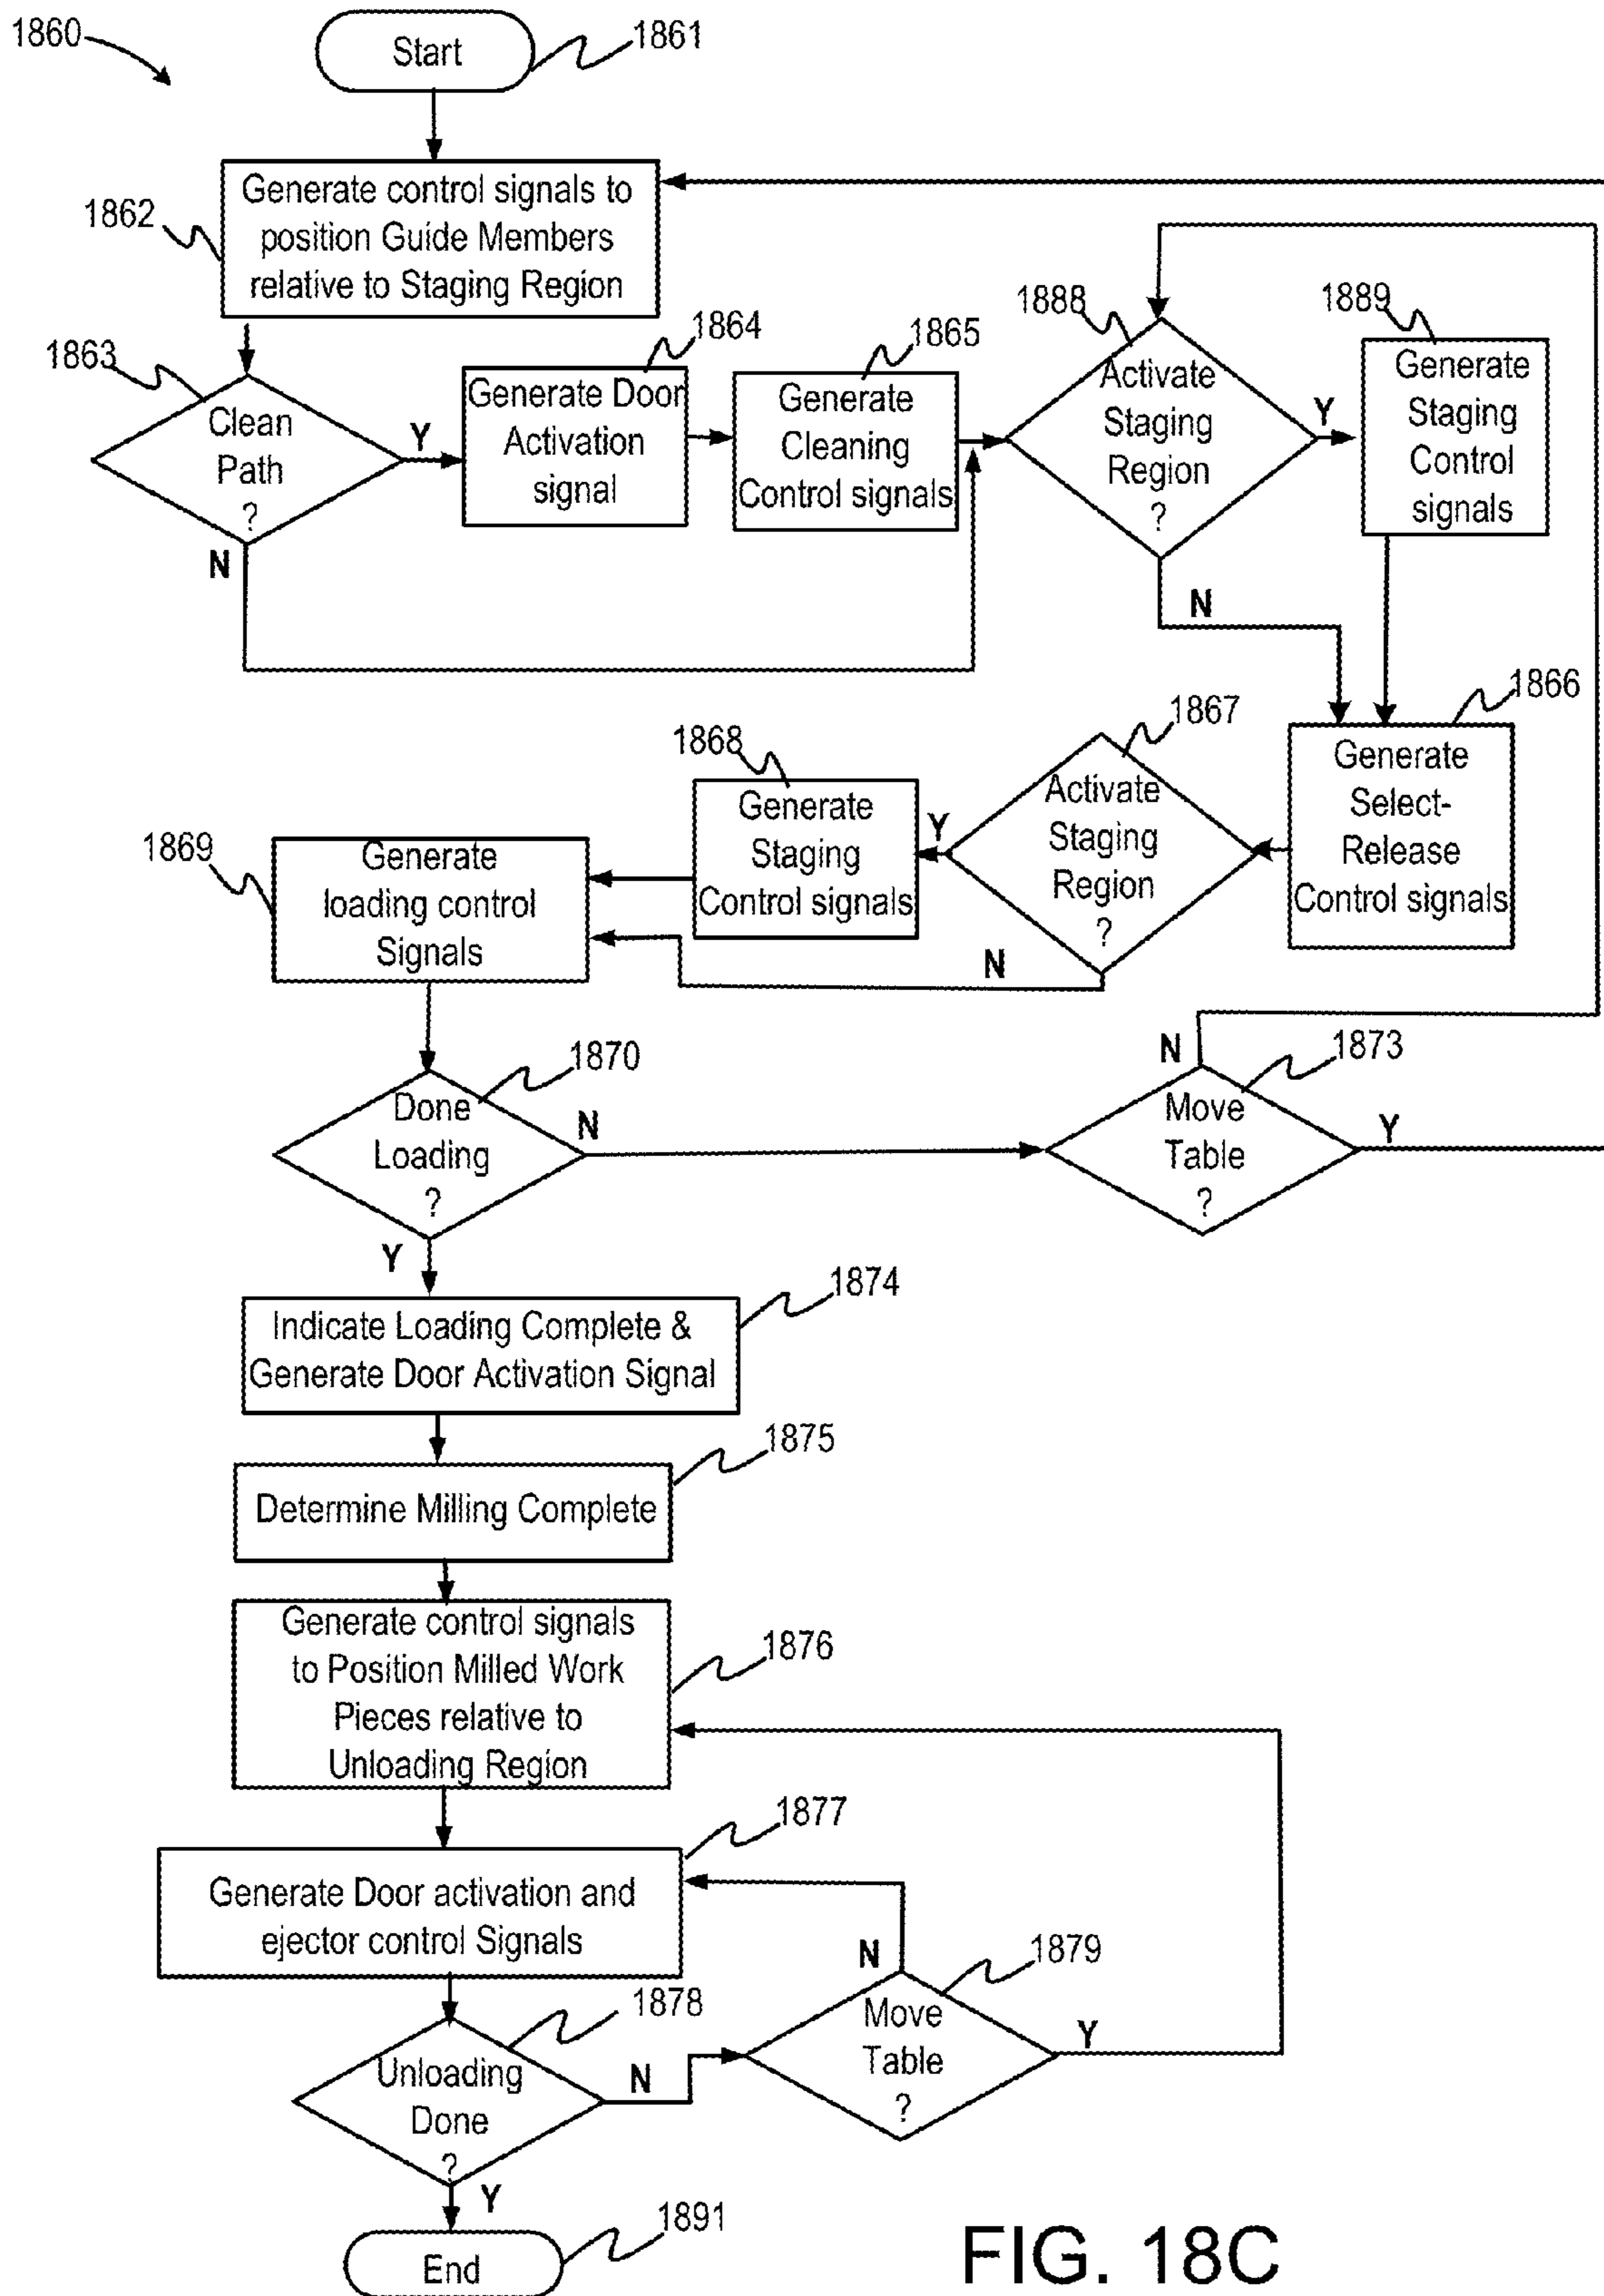 1860
Start
1861
Generate control signals to
position Guide Members
relative to Staging Region
1862
1863
Clean
Path
?
Y
N
1864
Generate Door
Activation
signal
1865
Generate
Cleaning
Control signals
1888
Activate
Staging
Region
?
Y
N
1889
Generate
Staging
Control
signals
1866
Generate
Select-
Release
Control signals
1867
Activate
Staging
Region
?
Y
N
1868
Generate
Staging
Control signals
1869
Generate
loading control
Signals
1870
Done
Loading
?
N
Y
1873
Move
Table
?
N
Y
1874
Indicate Loading Complete &
Generate Door Activation Signal
1875
Determine Milling Complete
1876
Generate control signals
to Position Milled Work
Pieces relative to
Unloading Region
1877
Generate Door activation and
ejector control Signals
1878
Unloading
Done
?
N
Y
1879
Move
Table
?
N
Y
1891
End
FIG. 18C